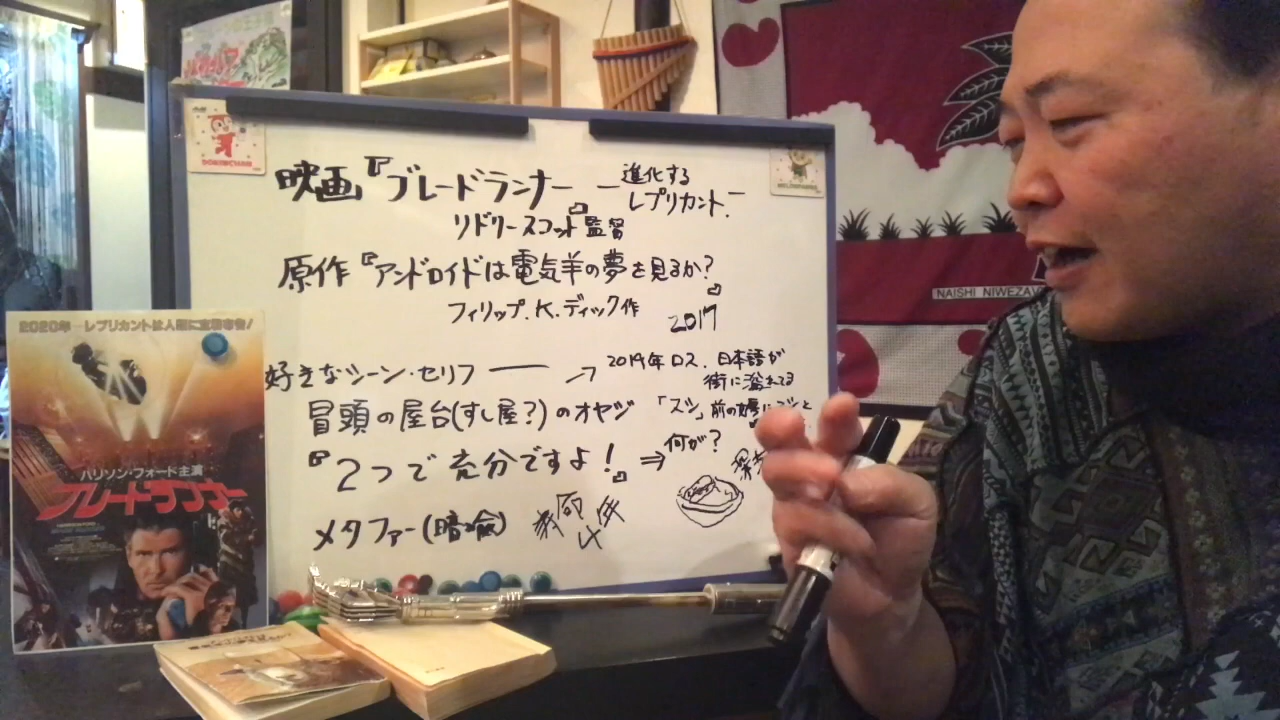 映画『ブレードランナー』
―進化する
レプリカント―
リドリースコット監督
原作『アンドロイドは電気羊の夢を見るか?』
フィリップ.K.ディック作
2017
好きなシーン・セリフ ――
→2019年ロス、日本語が
街に溢れてる
冒頭の屋台(すし屋?)のオヤジ
「スシ」前の
『2つで充分ですよ!』⇒何が?
メタファー(暗喩)
2020年―レプリカントは人間に宣戦布告!
ハリソン・フォード主演
ブレードランナー
NAISHI NIWEZA